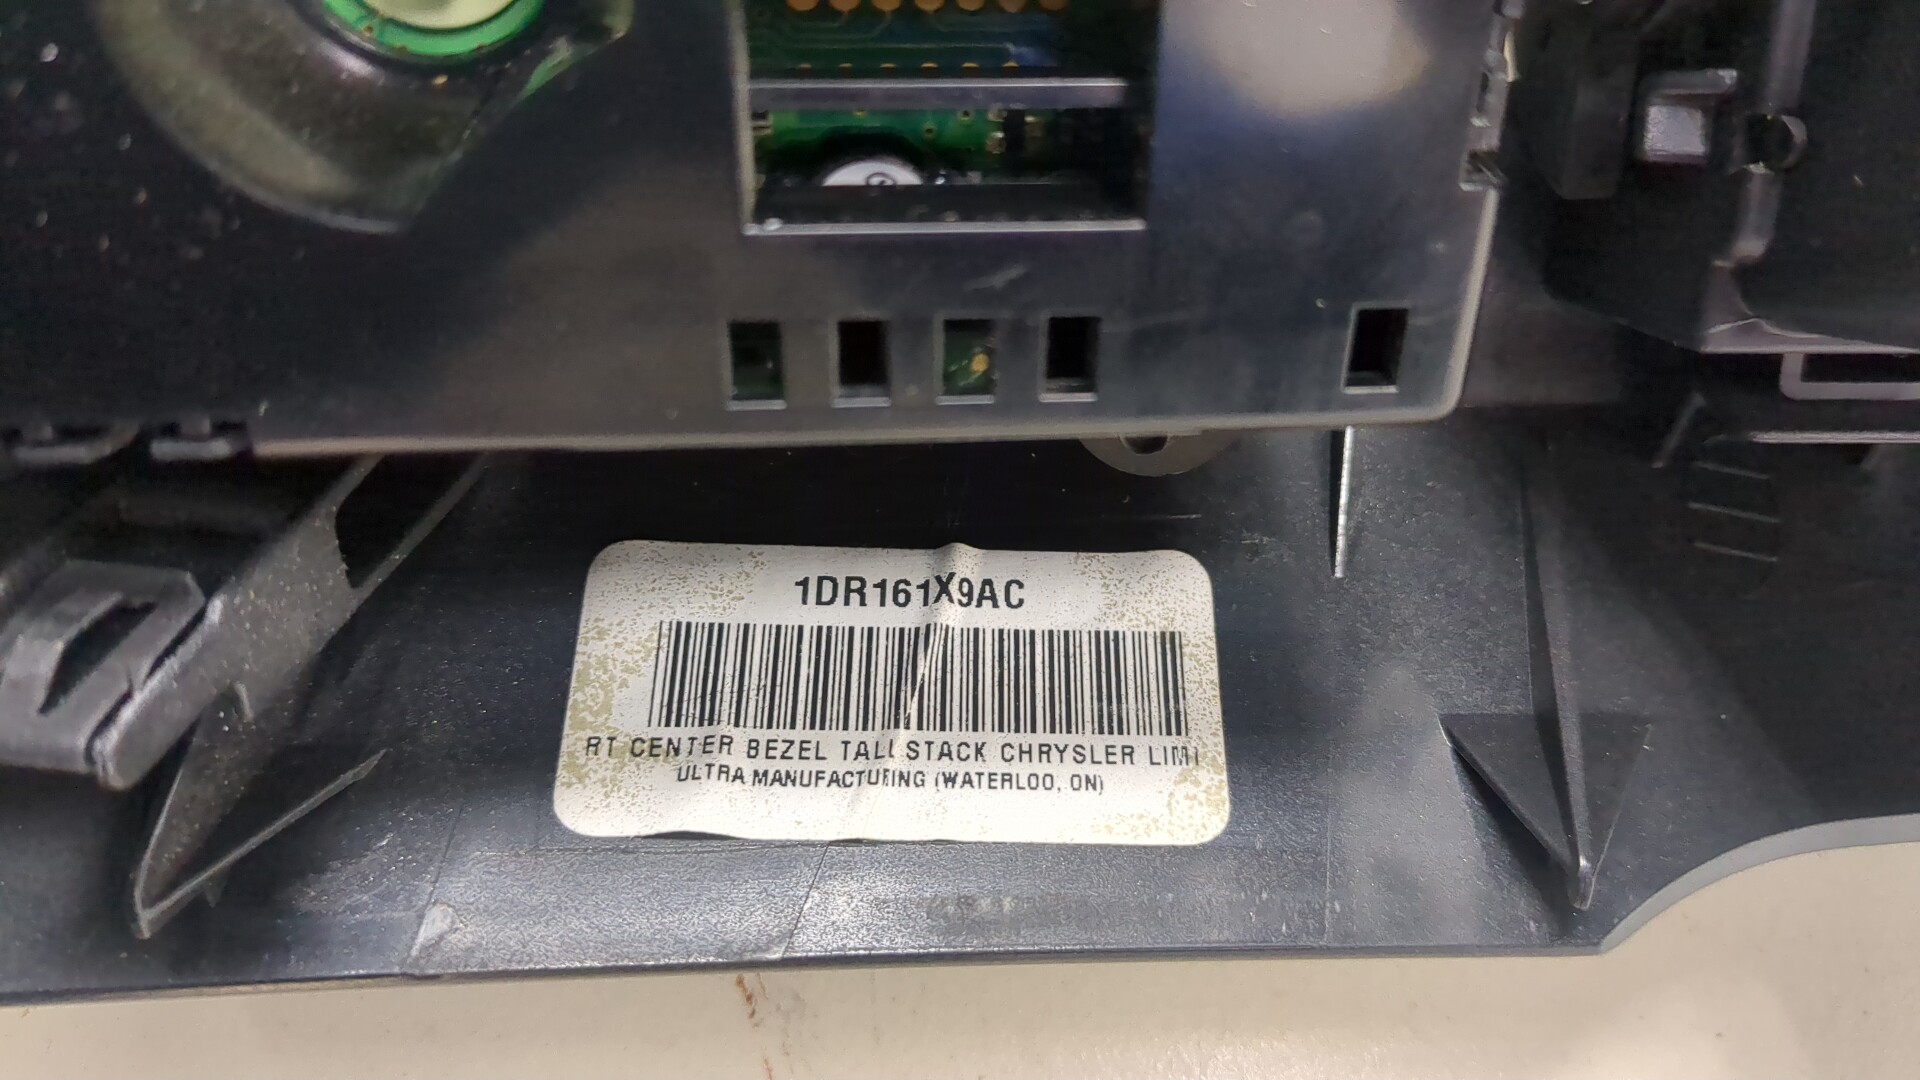 1DR161X9AC
RT CENTER BEZEL TALL STACK CHRYSLER LIMI
ULTRA MANUFACTURING (WATERLOO, ON)